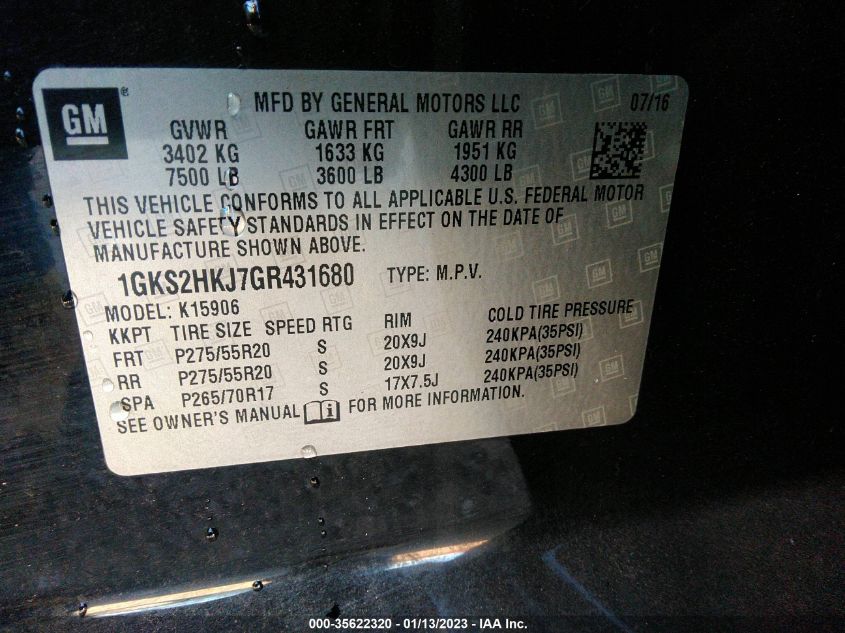 GM ®
MFD BY GENERAL MOTORS LLC 07/16
GVWR GAWR FRT GAWR RR
3402 KG 1633 KG 1951 KG
7500 LB 3600 LB 4300 LB
THIS VEHICLE CONFORMS TO ALL APPLICABLE U.S. FEDERAL MOTOR
VEHICLE SAFETY STANDARDS IN EFFECT ON THE DATE OF
MANUFACTURE SHOWN ABOVE.
1GKS2HKJ7GR431680 TYPE: M.P.V.
MODEL: K15906
KKPT TIRE SIZE SPEED RTG RIM COLD TIRE PRESSURE
FRT P275/55R20 S 20X9J 240KPA(35PSI)
RR P275/55R20 S 20X9J 240KPA(35PSI)
SPA P265/70R17 S 17X7.5J 240KPA(35PSI)
SEE OWNER'S MANUAL i FOR MORE INFORMATION.
000-35622320 - 01/13/2023 - IAA Inc.